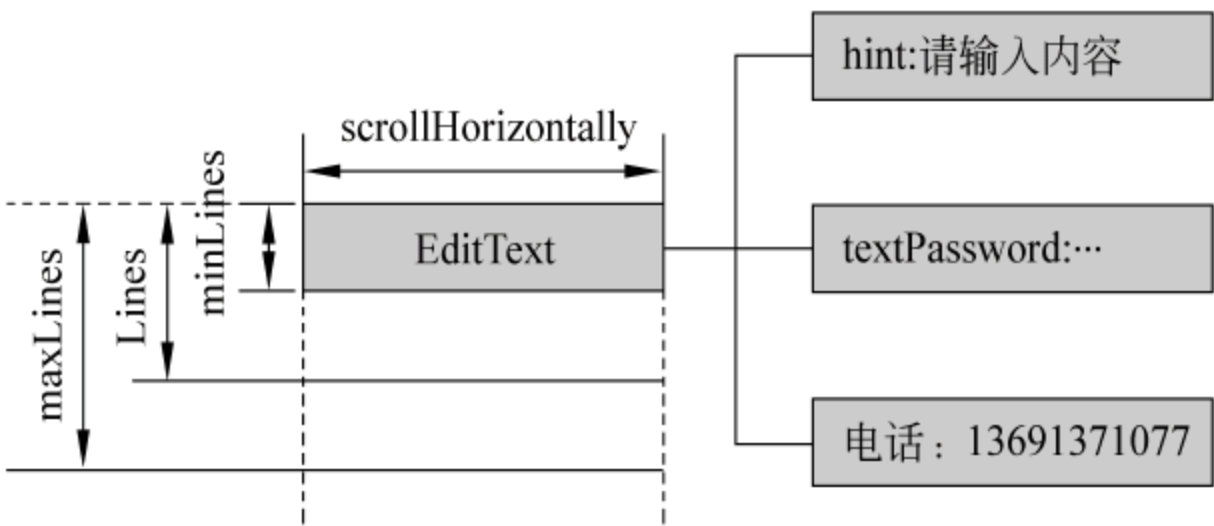 hint:请输入内容
scrollHorizontally
minLines
Lines
maxLines
EditText
textPassword:···
电话：13691371077